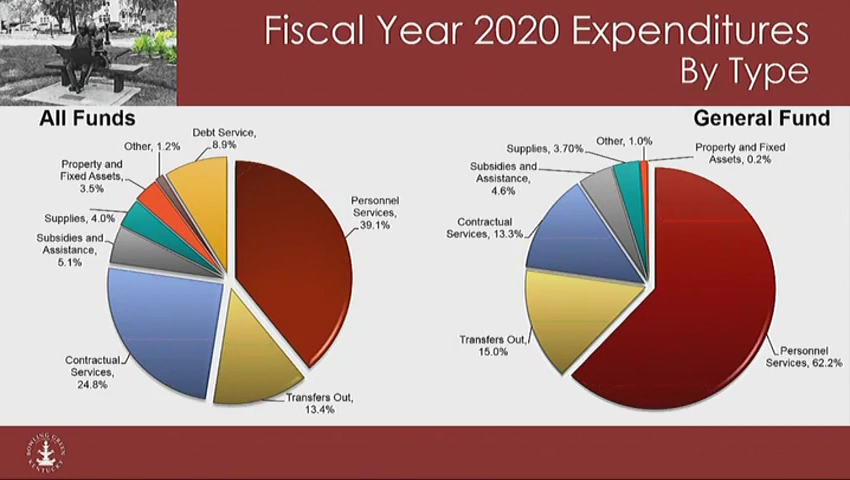 Fiscal Year 2020 Expenditures
By Type
All Funds
Debt Service,
8.9%
Other, 1.2%
Property and
Fixed Assets,
3.5%
Supplies, 4.0%
Subsidies and
Assistance,
5.1%
Contractual
Services,
24.8%
Transfers Out,
13.4%
Personnel
Services,
39.1%
General Fund
Other, 1.0%
Property and Fixed
Assets, 0.2%
Supplies, 3.70%
Subsidies and
Assistance,
4.6%
Contractual
Services, 13.3%
Transfers Out,
15.0%
Personnel
Services, 62.2%
BOWLING GREEN
KENTUCKY